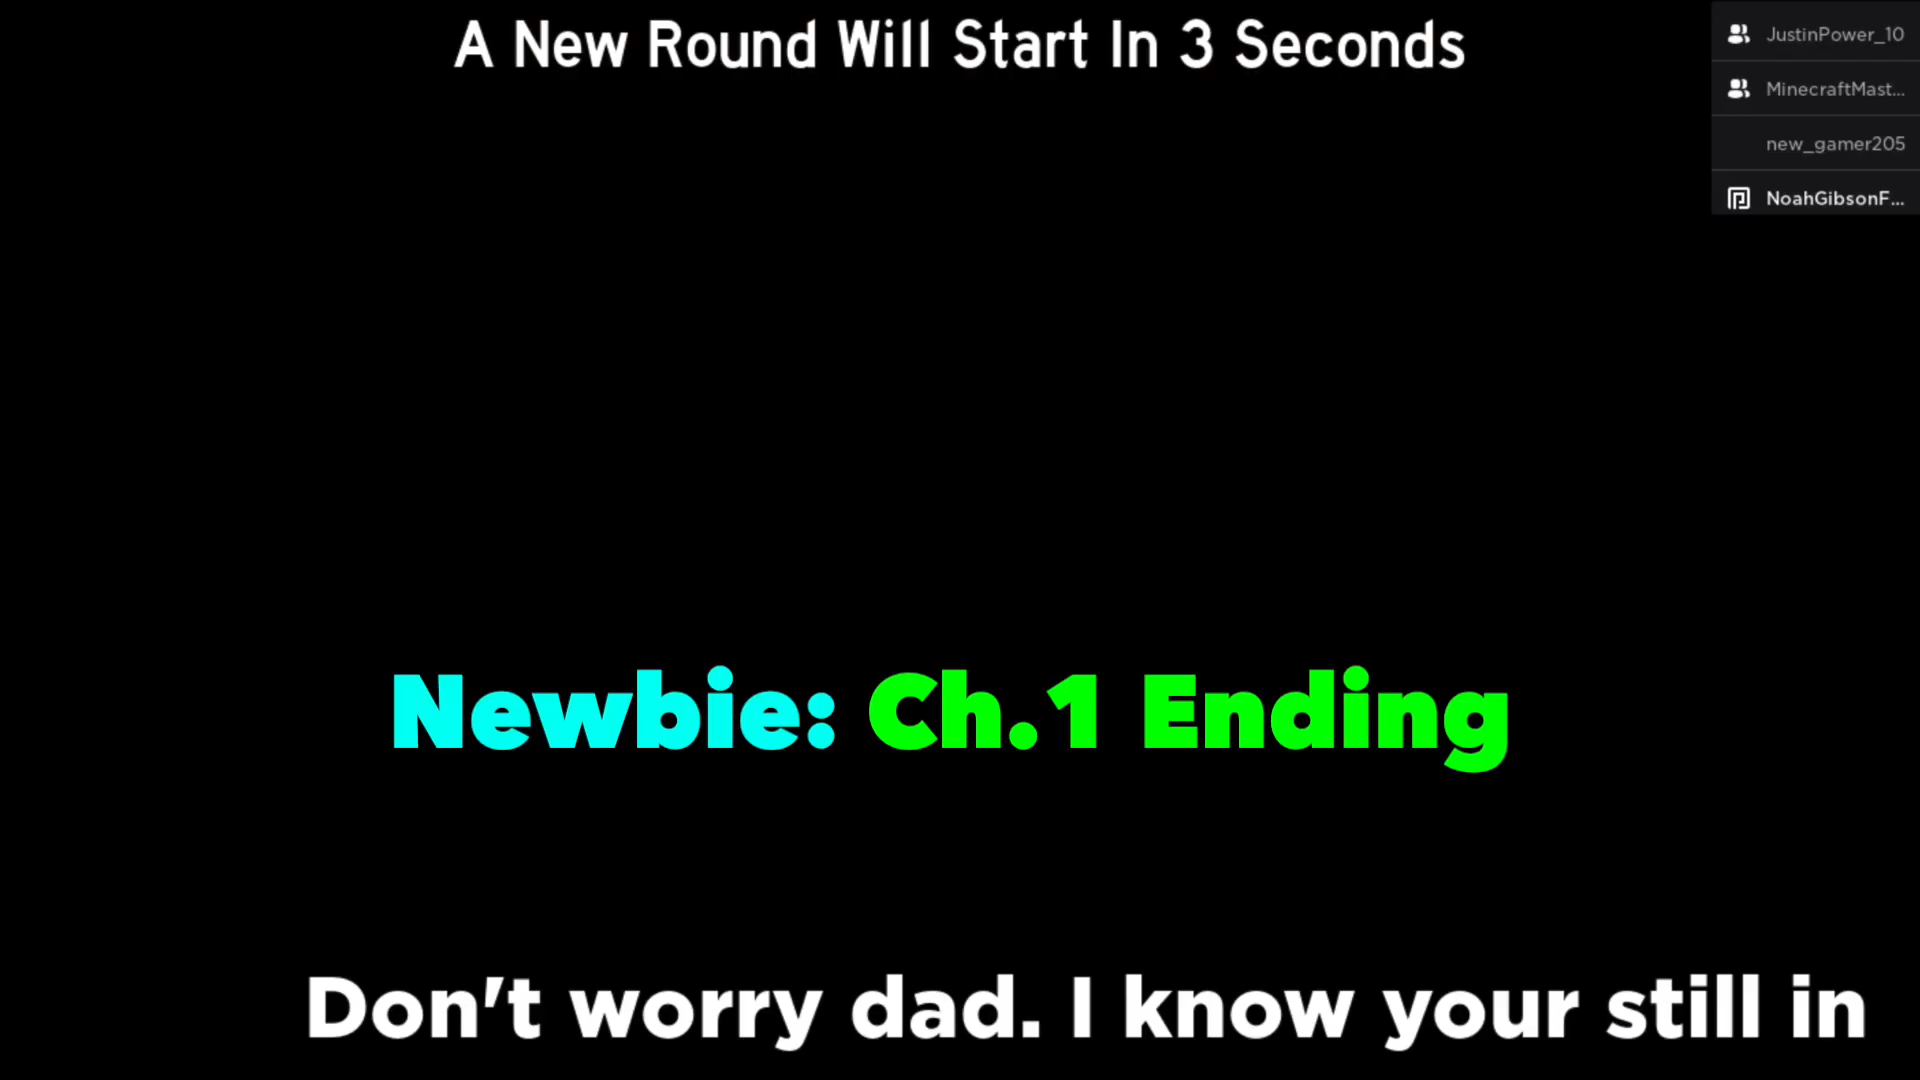 A New Round Will Start In 3 Seconds
JustinPower_10
MinecraftMast...
new_gamer205
NoahGibsonF...
Newbie: Ch.1 Ending
Don't worry dad. I know your still in